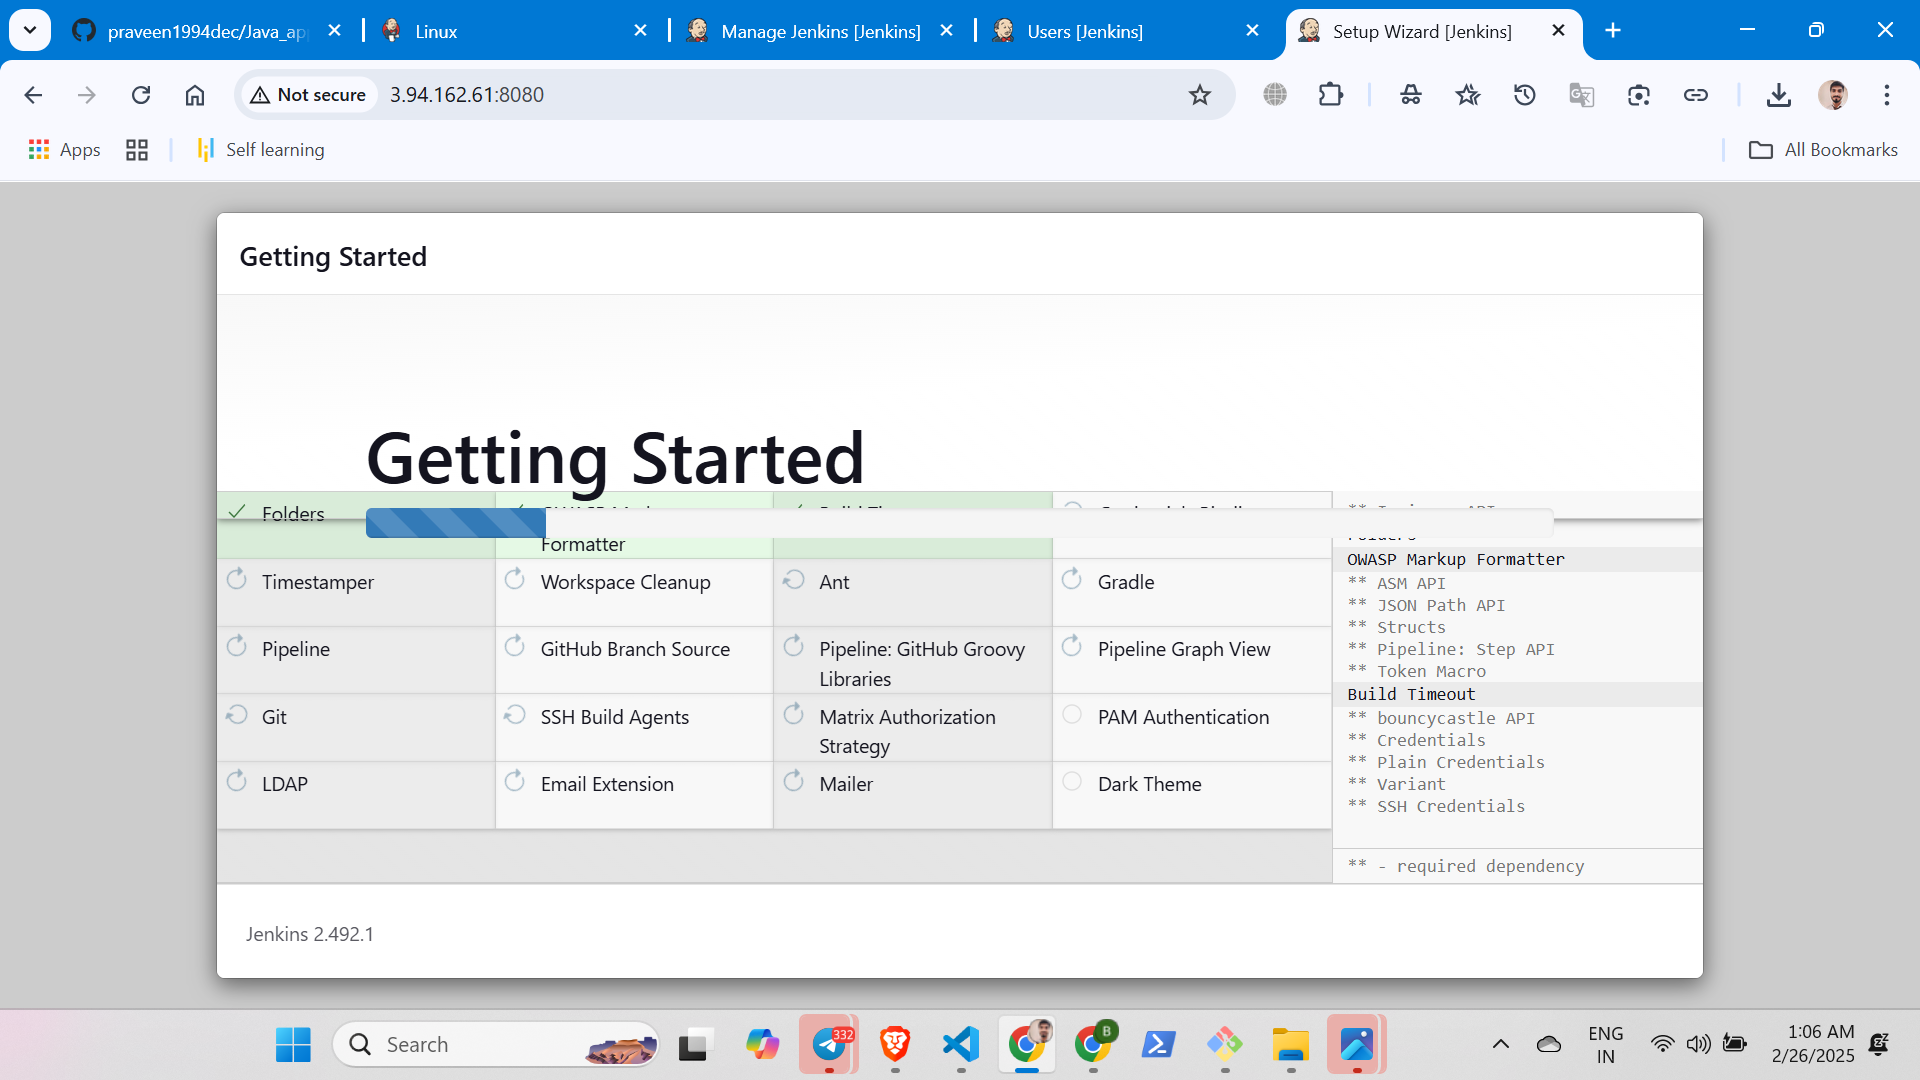 praveen1994dec/Java_ap
Linux
Manage Jenkins [Jenkins]
Users [Jenkins]
Setup Wizard [Jenkins]
Not secure
3.94.162.61:8080
Apps
Self learning
All Bookmarks
Getting Started
Getting Started
Folders
Formatter
Timestamper
Workspace Cleanup
Ant
Gradle
Pipeline
GitHub Branch Source
Pipeline: GitHub Groovy
Libraries
Pipeline Graph View
Git
SSH Build Agents
Matrix Authorization
Strategy
PAM Authentication
LDAP
Email Extension
Mailer
Dark Theme
Folders
OWASP Markup Formatter
** ASM API
** JSON Path API
** Structs
** Pipeline: Step API
** Token Macro
Build Timeout
** bouncycastle API
** Credentials
** Plain Credentials
** Variant
** SSH Credentials
** - required dependency
Jenkins 2.492.1
Search
332
B
ENG
IN
1:06 AM
2/26/2025